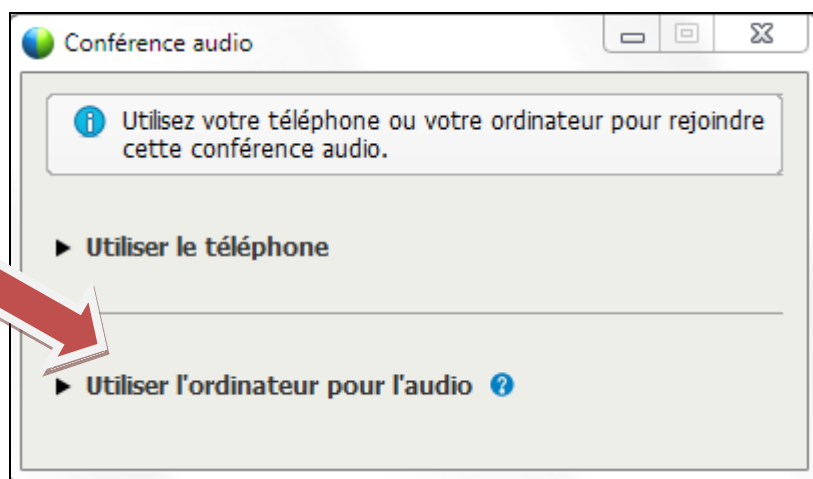 Conférence audio
Utilisez votre téléphone ou votre ordinateur pour rejoindre
cette conférence audio.
Utiliser le téléphone
Utiliser l'ordinateur pour l'audio